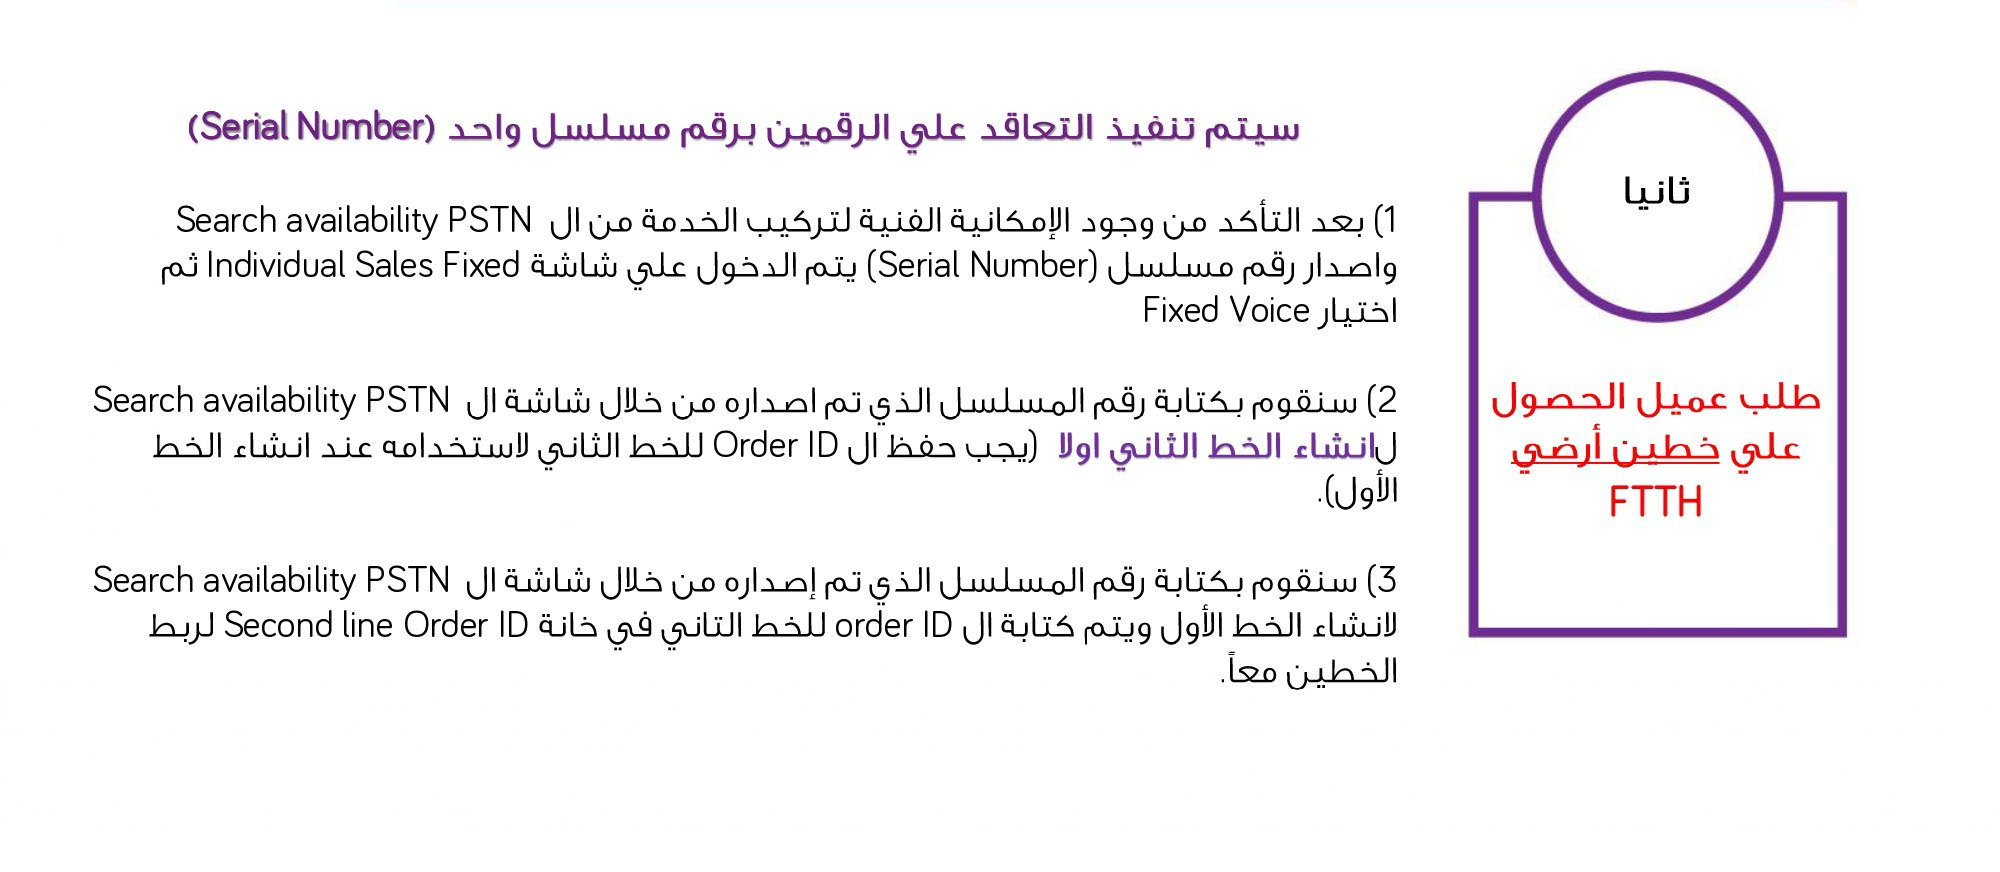 ثانيا
طلب عميل الحصول
علي خطين أرضي
FTTH
سيتم تنفيذ التعاقد علي الرقمين برقم مسلسل واحد (Serial Number)
1) بعد التأكد من وجود الإمكانية الفنية لتركيب الخدمة من ال Search availability PSTN
واصدار رقم مسلسل (Serial Number) يتم الدخول علي شاشة Individual Sales Fixed ثم
اختيار Fixed Voice
2) سنقوم بكتابة رقم المسلسل الذي تم اصداره من خلال شاشة ال Search availability PSTN
لانشاء الخط الثاني اولا (يجب حفظ ال Order ID للخط الثاني لاستخدامه عند انشاء الخط
الأول).
3) سنقوم بكتابة رقم المسلسل الذي تم إصداره من خلال شاشة ال Search availability PSTN
لانشاء الخط الأول ويتم كتابة ال order ID للخط التاني في خانة Second line Order ID لربط
الخطين معاً.